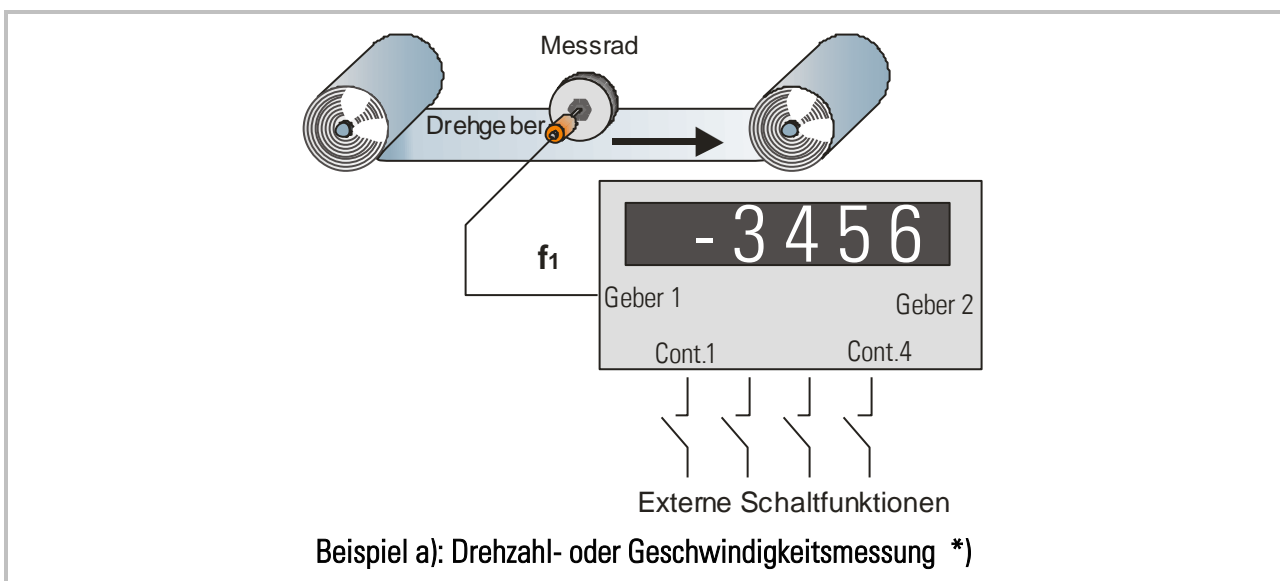 Messrad
Drehgeber
-3456
f1
Geber 1
Geber 2
Cont.1
Cont.4
Externe Schaltfunktionen
Beispiel a): Drehzahl- oder Geschwindigkeitsmessung *)